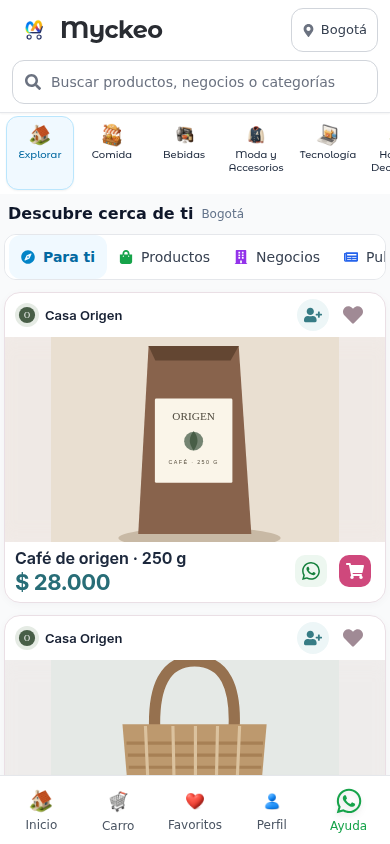 Myckeo
Bogotá
Buscar productos, negocios o categorías
Explorar
Comida
Bebidas
Moda y
Accesorios
Tecnología
Descubre cerca de ti Bogotá
Para ti
Productos
Negocios
Casa Origen
ORIGEN
CAFÉ · 250 G
Café de origen · 250 g
$ 28.000
Casa Origen
Inicio
Carro
Favoritos
Perfil
Ayuda